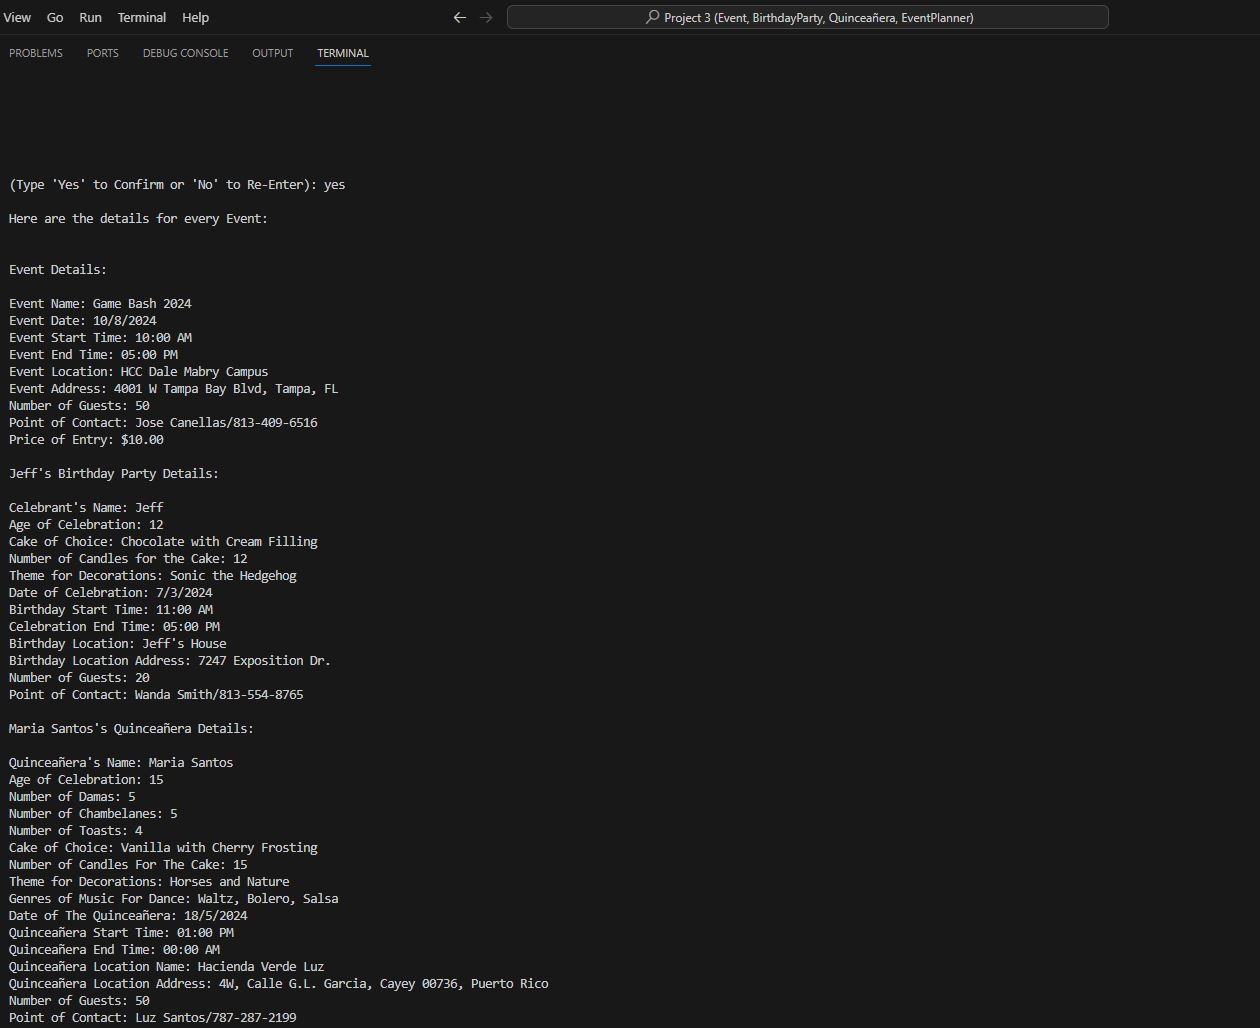 View Go Run Terminal Help
Project 3 (Event, BirthdayParty, Quinceañera, EventPlanner)
PROBLEMS PORTS DEBUG CONSOLE OUTPUT TERMINAL
(Type 'Yes' to Confirm or 'No' to Re-Enter): yes
Here are the details for every Event:
Event Details:
Event Name: Game Bash 2024
Event Date: 10/8/2024
Event Start Time: 10:00 AM
Event End Time: 05:00 PM
Event Location: HCC Dale Mabry Campus
Event Address: 4001 W Tampa Bay Blvd, Tampa, FL
Number of Guests: 50
Point of Contact: Jose Canellas/813-409-6516
Price of Entry: $10.00
Jeff's Birthday Party Details:
Celebrant's Name: Jeff
Age of Celebration: 12
Cake of Choice: Chocolate with Cream Filling
Number of Candles for the Cake: 12
Theme for Decorations: Sonic the Hedgehog
Date of Celebration: 7/3/2024
Birthday Start Time: 11:00 AM
Celebration End Time: 05:00 PM
Birthday Location: Jeff's House
Birthday Location Address: 7247 Exposition Dr.
Number of Guests: 20
Point of Contact: Wanda Smith/813-554-8765
Maria Santos's Quinceañera Details:
Quinceañera's Name: Maria Santos
Age of Celebration: 15
Number of Damas: 5
Number of Chambelanes: 5
Number of Toasts: 4
Cake of Choice: Vanilla with Cherry Frosting
Number of Candles For The Cake: 15
Theme for Decorations: Horses and Nature
Genres of Music For Dance: Waltz, Bolero, Salsa
Date of The Quinceañera: 18/5/2024
Quinceañera Start Time: 01:00 PM
Quinceañera End Time: 00:00 AM
Quinceañera Location Name: Hacienda Verde Luz
Quinceañera Location Address: 4W, Calle G.L. Garcia, Cayey 00736, Puerto Rico
Number of Guests: 50
Point of Contact: Luz Santos/787-287-2199